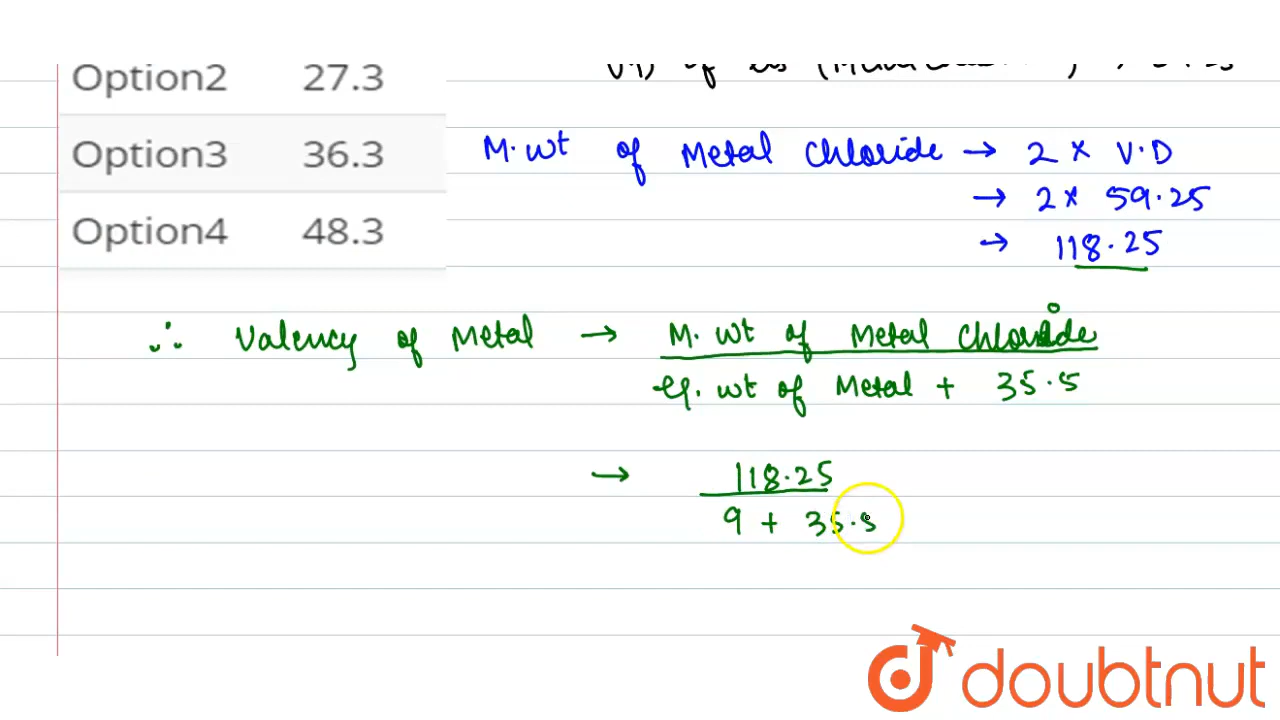 Option2 27.3
Option3 36.3
Option4 48.3
M. wt of Metal Chloride → 2 × V.D
→ 2 × 59.25
→ 118.25
∴ Valency of Metal → M. wt of Metal Chloride
Eq. wt of Metal + 35.5
→ 118.25
9 + 35.5
doubtnut